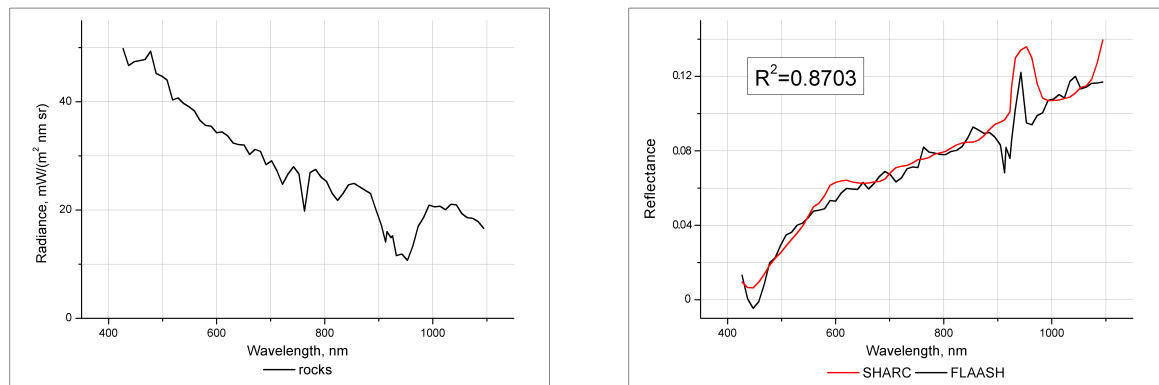 Radiance, mW/(m² nm sr)
40
20
0
400 600 800 1000
Wavelength, nm
rocks
R²=0.8703
Reflectance
0.12
0.08
0.04
0
400 600 800 1000
Wavelength, nm
SHARC FLAASH